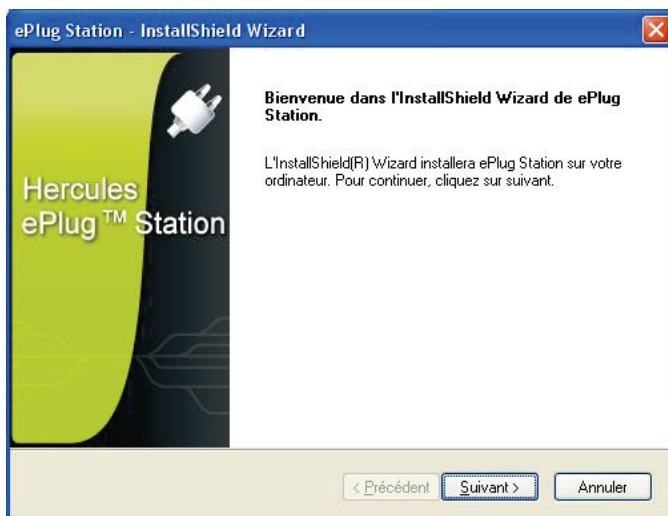 ePlug Station - InstallShield Wizard
Hercules
ePlug™ Station
Bienvenue dans l'InstallShield Wizard de ePlug
Station.
L'InstallShield(R) Wizard installera ePlug Station sur votre
ordinateur. Pour continuer, cliquez sur suivant.
< Précédent
Suivant >
Annuler